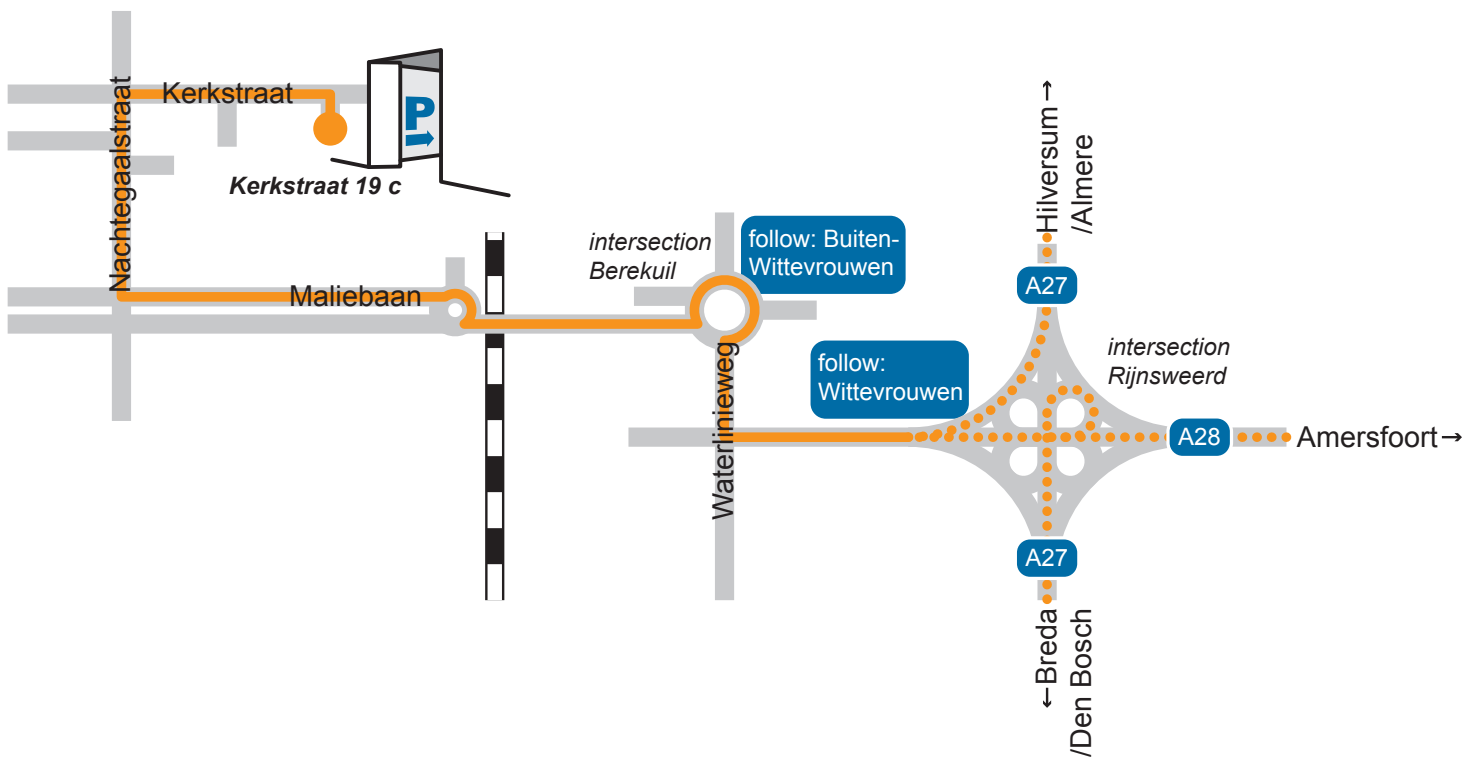 Kerkstraat
P
Kerkstraat 19 c
Nachtegaalstraat
Maliebaan
intersection
Berekuil
follow: Buiten-
Wittevrouwen
Waterlinieweg
follow:
Wittevrouwen
Hilversum→
/Almere
A27
intersection
Rijnsweerd
A28
Amersfoort→
A27
←Breda
/Den Bosch